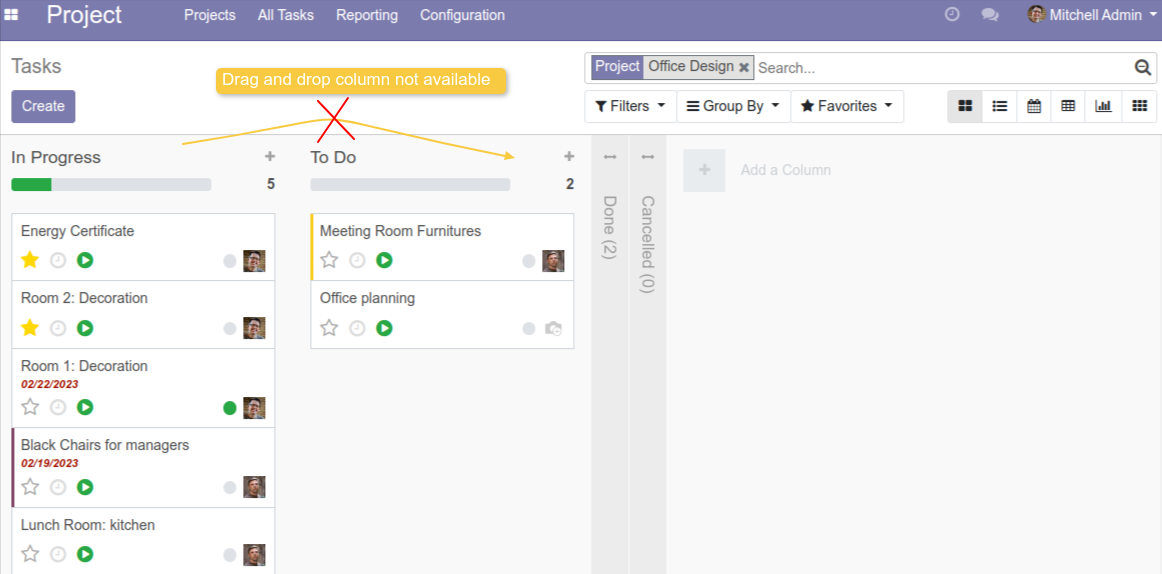 Project Projects All Tasks Reporting Configuration Mitchell Admin
Tasks
Drag and drop column not available
Project Office Design Search...
Create
Filters Group By Favorites
In Progress
5
To Do
2
Done (2)
Cancelled (0)
Add a Column
Energy Certificate
Room 2: Decoration
Room 1: Decoration
02/22/2023
Black Chairs for managers
02/19/2023
Lunch Room: kitchen
Meeting Room Furnitures
Office planning